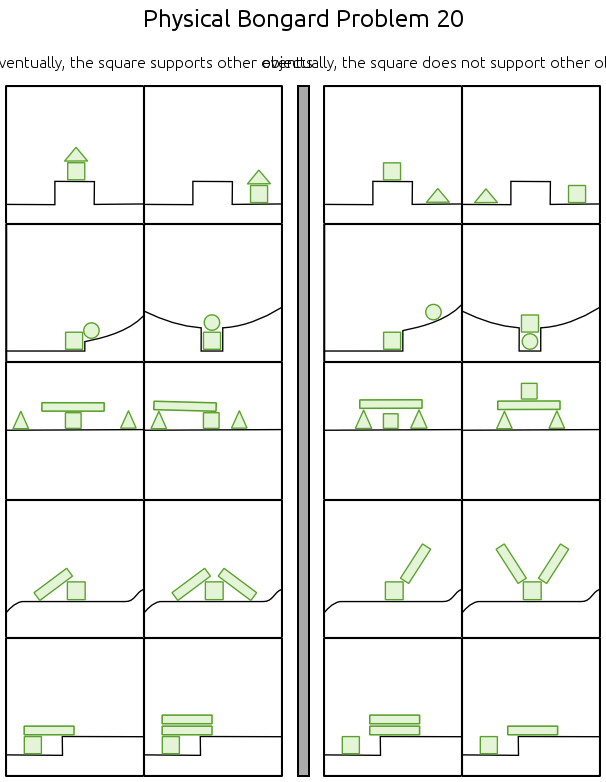 Physical Bongard Problem 20
ventually, the square supports other
ually, the square does not support other